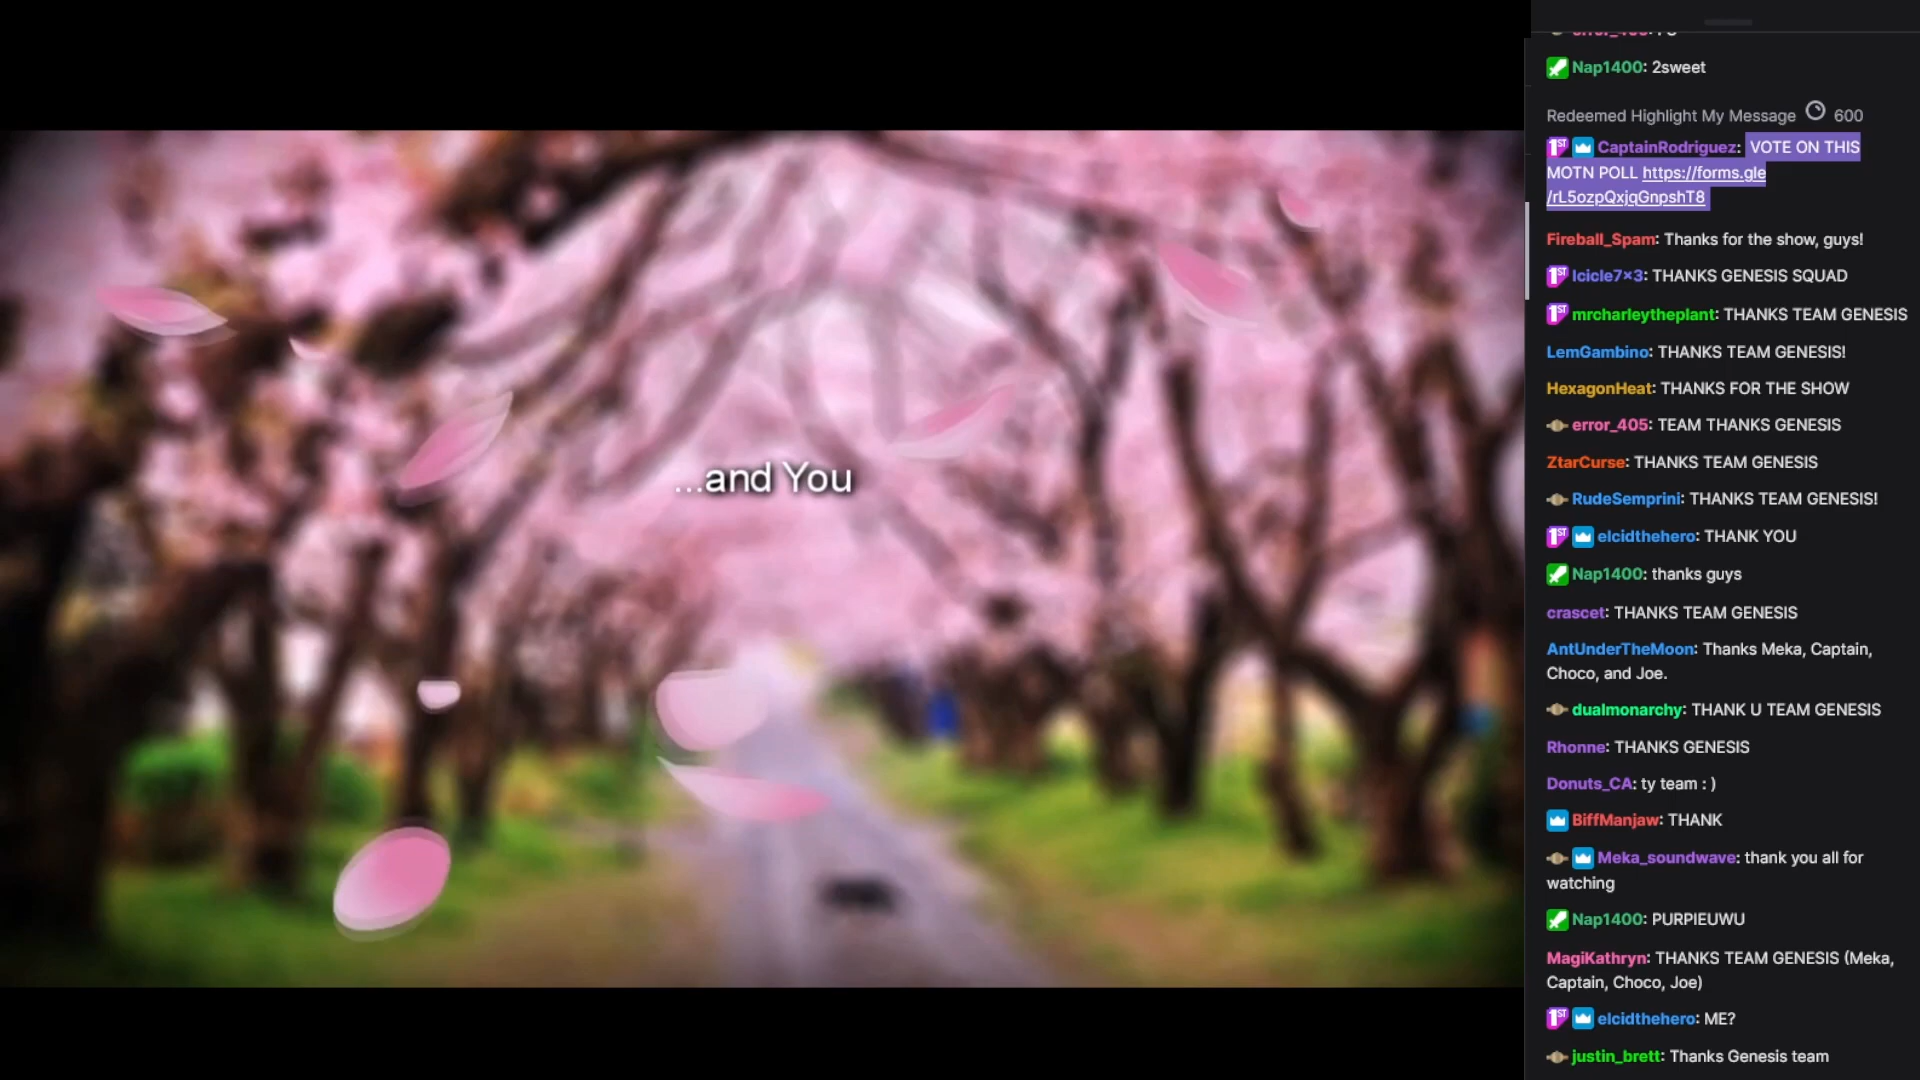 ...and You
Nap1400: 2sweet
Redeemed Highlight My Message 600
1ST CaptainRodriguez: VOTE ON THIS
MOTN POLL https://forms.gle
/rL5ozpQxjqGnpshT8
Fireball_Spam: Thanks for the show, guys!
1ST Icicle7x3: THANKS GENESIS SQUAD
1ST mrcharleytheplant: THANKS TEAM GENESIS
LemGambino: THANKS TEAM GENESIS!
HexagonHeat: THANKS FOR THE SHOW
error_405: TEAM THANKS GENESIS
ZtarCurse: THANKS TEAM GENESIS
RudeSemprini: THANKS TEAM GENESIS!
1ST elcidthehero: THANK YOU
Nap1400: thanks guys
crascet: THANKS TEAM GENESIS
AntUnderTheMoon: Thanks Meka, Captain,
Choco, and Joe.
dualmonarchy: THANK U TEAM GENESIS
Rhonne: THANKS GENESIS
Donuts_CA: ty team : )
BiffManjaw: THANK
Meka_soundwave: thank you all for
watching
Nap1400: PURPIEUWU
MagiKathryn: THANKS TEAM GENESIS (Meka,
Captain, Choco, Joe)
1ST elcidthehero: ME?
justin_brett: Thanks Genesis team